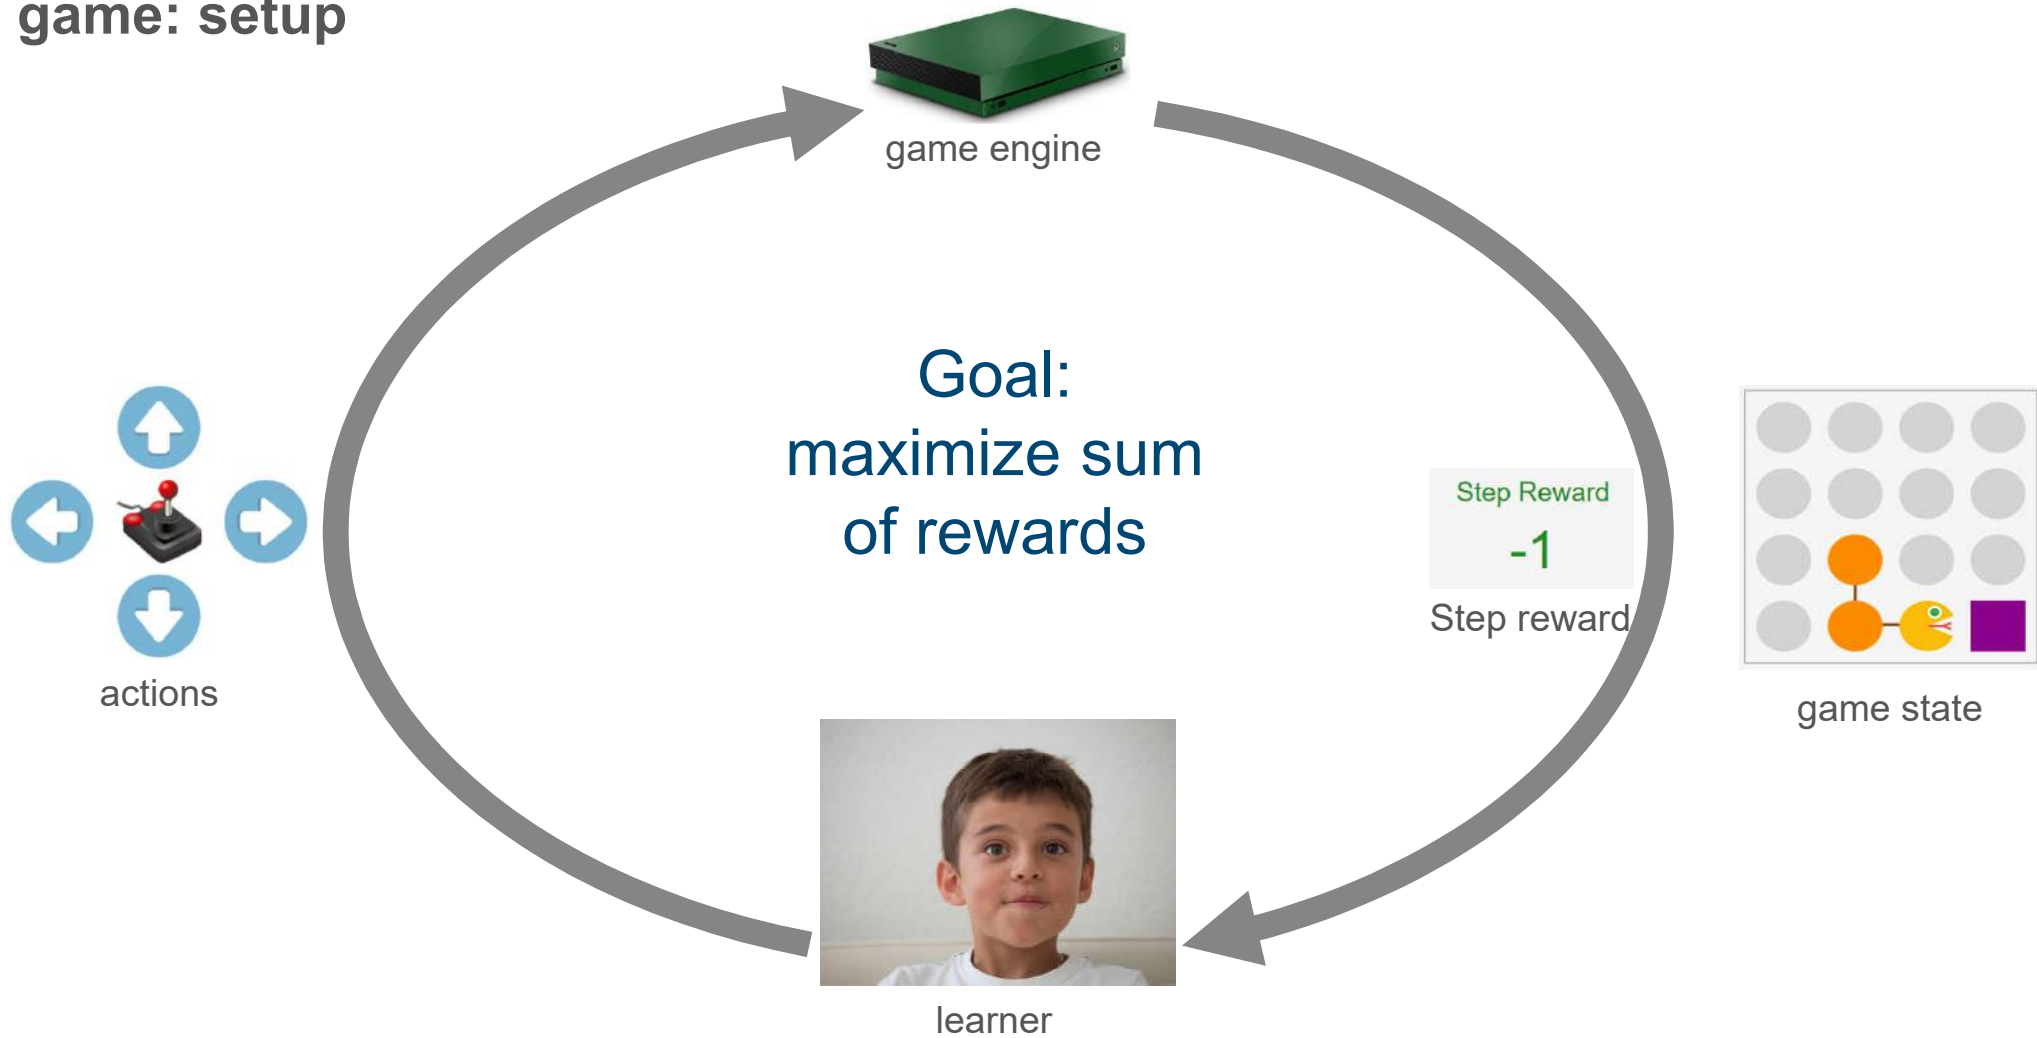 game: setup
game engine
Goal:
maximize sum
of rewards
Step Reward
-1
Step reward
actions
game state
learner